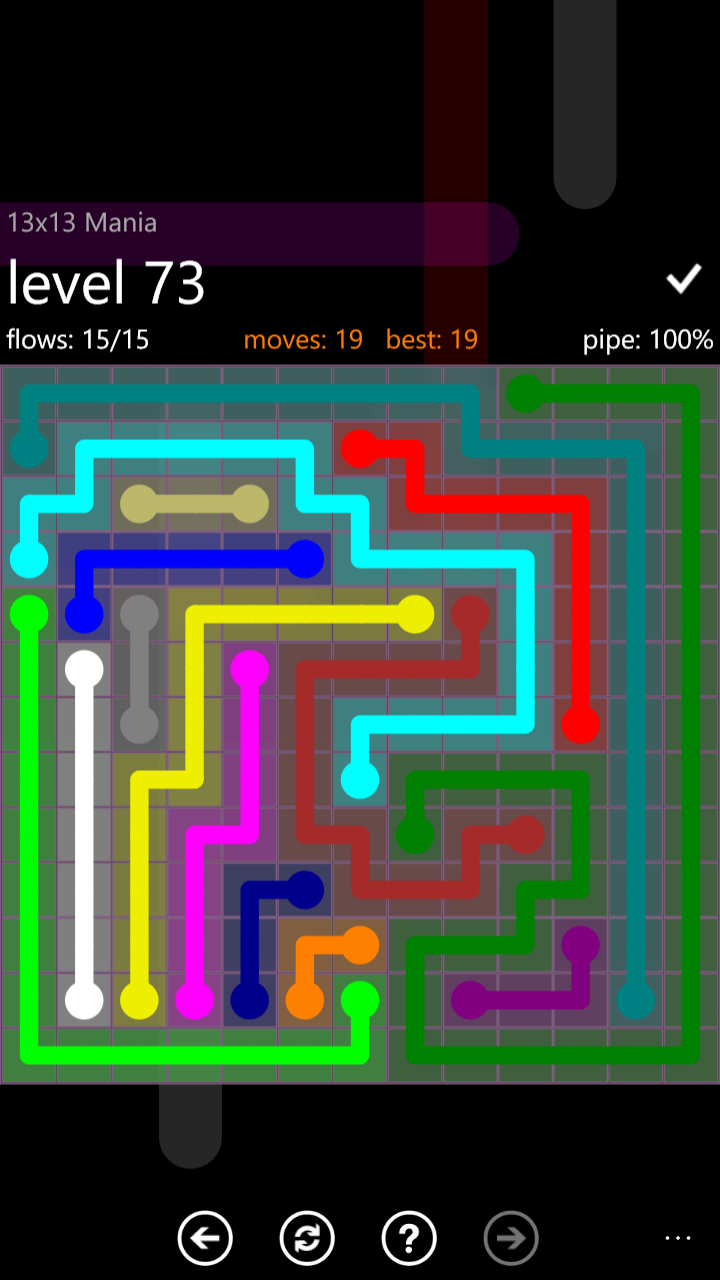 13x13 Mania
level 73
flows: 15/15 moves: 19 best: 19 pipe: 100%
?
...